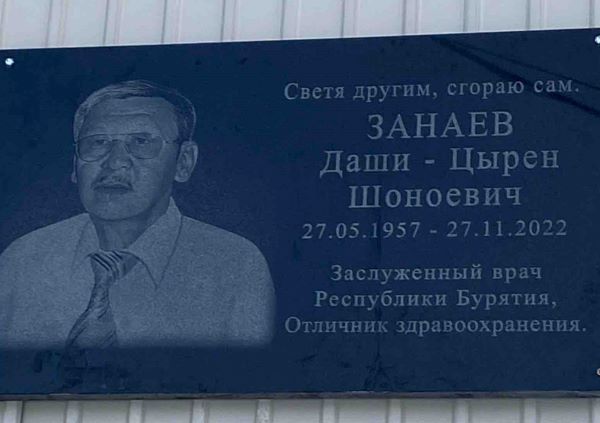 Светя другим, сгораю сам.
ЗАНАЕВ
Даши - Цырен
Шоноевич
27.05.1957 - 27.11.2022
Заслуженный врач
Республики Бурятия,
Отличник здравоохранения.